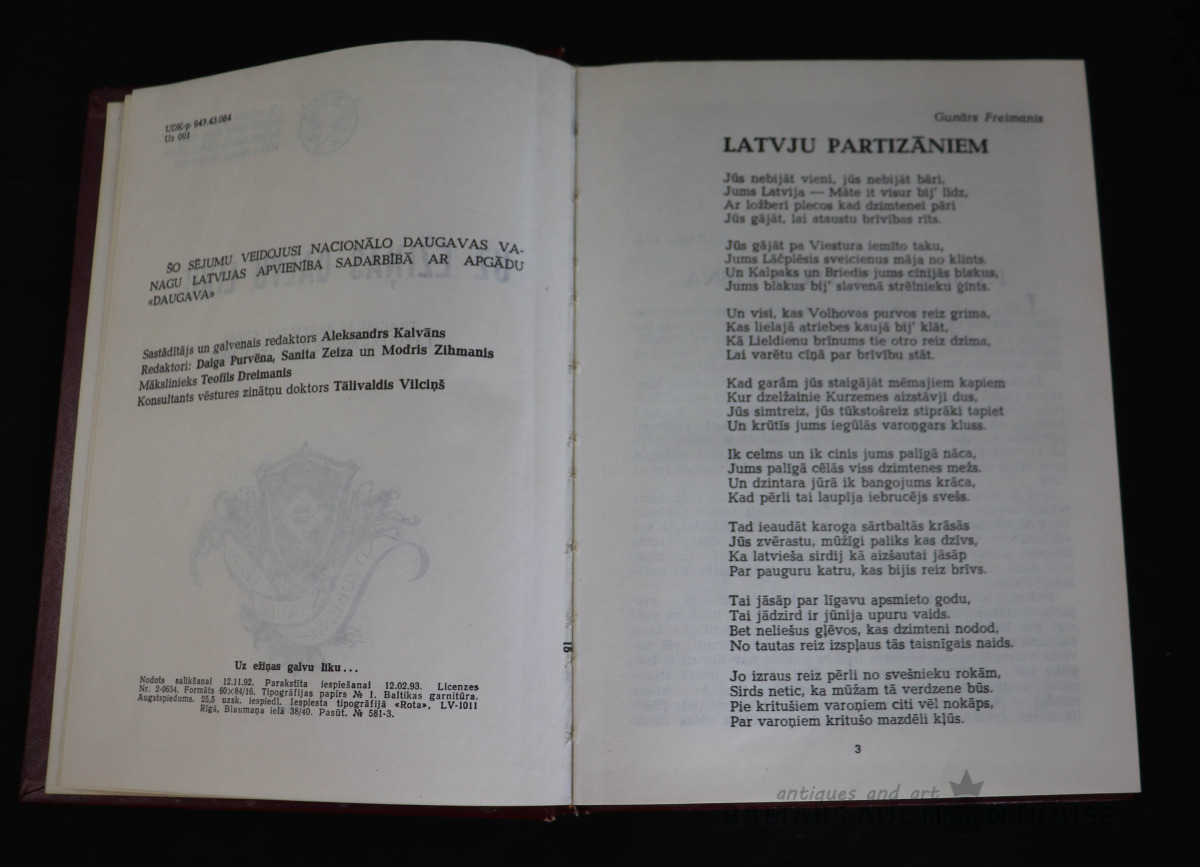 UDK-p 947.43.084
Uz 001
ŠO SĒJUMU VEIDOJUSI NACIONĀLO DAUGAVAS VA-
NAGU LATVIJAS APVIENĪBA SADARBĪBĀ AR APGĀDU
«DAUGAVA»
Sastādītājs un galvenais redaktors Aleksandrs Kalvāns
Redaktori: Daiga Purvēna, Sanita Zeiza un Modris Zihmanis
Mākslinieks Teofils Dreimanis
Konsultants vēstures zinātņu doktors Tālivaldis Vilciņš
Uz ežiņas galvu liku...
Nodots salikšanai 12.11.92. Parakstīta iespiešanai 12.02.93. Licenzes
Nr. 2-0634. Formāts 60×84/16. Tipogrāfijas papīrs № 1. Baltikas garnitūra.
Augstspiedums. 25,5 uzsk. iespiedl. Iespiesta tipogrāfijā «Rota», LV-1011
Rīgā, Blaumaņa ielā 38/40. Pasūt. № 581-3.
15
Gunārs Freimanis
LATVJU PARTIZĀNIEM
Jūs nebijāt vieni, jūs nebijāt bāri,
Jums Latvija — Māte it visur bij' līdz,
Ar ložberi plecos kad dzimtenei pāri
Jūs gājāt, lai ataustu brīvības rīts.
Jūs gājāt pa Viestura iemīto taku,
Jums Lāčplēsis sveicienus māja no klints.
Un Kalpaks un Briedis jums cīnījās blakus,
Jums blakus bij' slavenā strēlnieku ģints.
Un visi, kas Volhovas purvos reiz grima,
Kas lielajā atriebes kaujā bij' klāt,
Kā Lieldienu brīnums tie otro reiz dzima,
Lai varētu cīņā par brīvību stāt.
Kad garām jūs staigājāt mēmajiem kapiem
Kur dzelžainie Kurzemes aizstāvji dus,
Jūs simtreiz, jūs tūkstošreiz stiprāki tapiet
Un krūtīs jums iegūlās varoņgars kluss.
Ik celms un ik cinis jums palīgā nāca,
Jums palīgā cēlās viss dzimtenes mežs.
Un dzintara jūrā ik bangojums krāca,
Kad pērli tai laupīja iebrucējs svešs.
Tad ieaudāt karoga sārtbaltās krāsās
Jūs zvērastu, mūžīgi paliks kas dzīvs,
Ka latvieša sirdij kā aizšautai jāsāp
Par pauguru katru, kas bijis reiz brīvs.
Tai jāsāp par līgavu apsmieto godu,
Tai jādzird ir jūnija upuru vaids.
Bet neliešus gļēvos, kas dzimteni nodod,
No tautas reiz izspļaus tās taisnīgais naids.
Jo izraus reiz pērli no svešnieku rokām,
Sirds netic, ka mūžam tā verdzene būs.
Pie kritušiem varoņiem citi vēl nokāps,
Par varoņiem kritušo mazdēli kļūs.
3
antiques and art
BALTARS AUCTION HOUSE